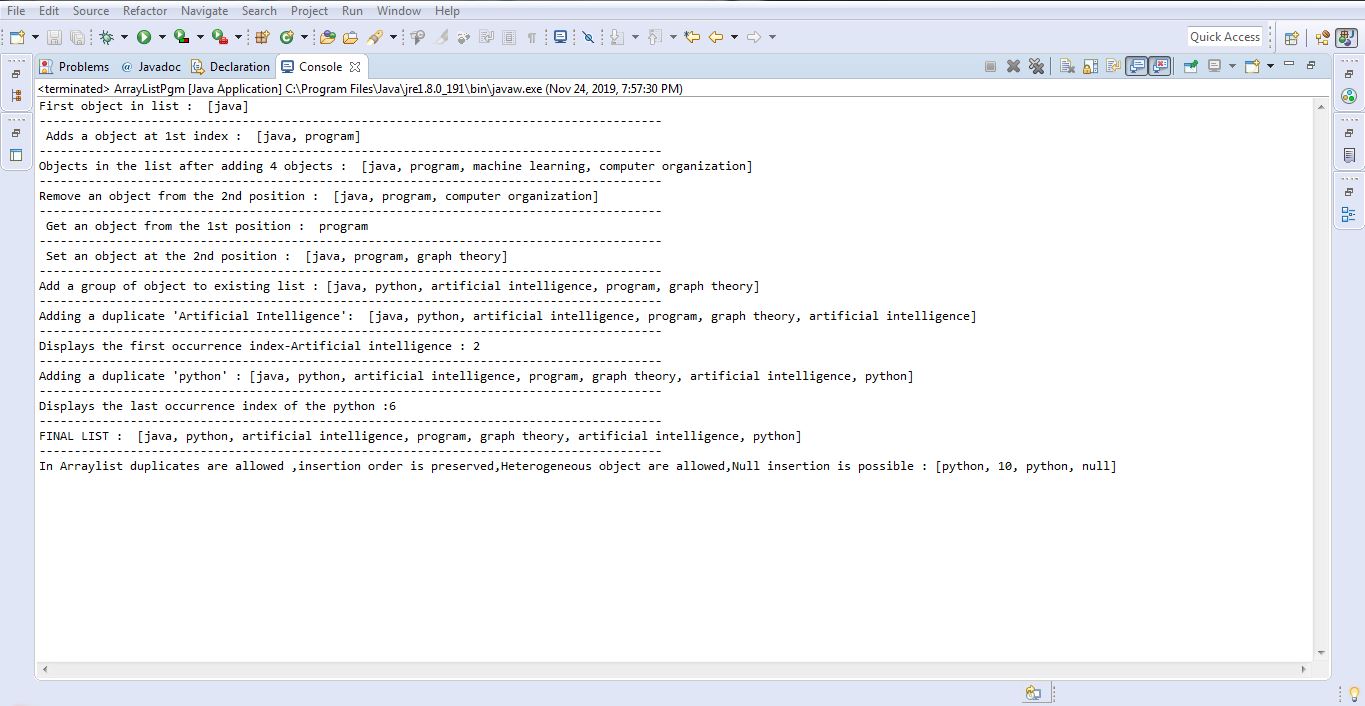 File Edit Source Refactor Navigate Search Project Run Window Help
Quick Access
Problems @ Javadoc Declaration Console
<terminated> ArrayListPgm [Java Application] C:\Program Files\Java\jre1.8.0_191\bin\javaw.exe (Nov 24, 2019, 7:57:30 PM)
First object in list :  [java]
-----------------------------------------------------------------------------------------
 Adds a object at 1st index :  [java, program]
-----------------------------------------------------------------------------------------
Objects in the list after adding 4 objects :  [java, program, machine learning, computer organization]
-----------------------------------------------------------------------------------------
Remove an object from the 2nd position :  [java, program, computer organization]
-----------------------------------------------------------------------------------------
 Get an object from the 1st position :  program
-----------------------------------------------------------------------------------------
 Set an object at the 2nd position :  [java, program, graph theory]
-----------------------------------------------------------------------------------------
Add a group of object to existing list : [java, python, artificial intelligence, program, graph theory]
-----------------------------------------------------------------------------------------
Adding a duplicate 'Artificial Intelligence':  [java, python, artificial intelligence, program, graph theory, artificial intelligence]
-----------------------------------------------------------------------------------------
Displays the first occurrence index-Artificial intelligence : 2
-----------------------------------------------------------------------------------------
Adding a duplicate 'python' : [java, python, artificial intelligence, program, graph theory, artificial intelligence, python]
-----------------------------------------------------------------------------------------
Displays the last occurrence index of the python :6
-----------------------------------------------------------------------------------------
FINAL LIST :  [java, python, artificial intelligence, program, graph theory, artificial intelligence, python]
-----------------------------------------------------------------------------------------
In Arraylist duplicates are allowed ,insertion order is preserved,Heterogeneous object are allowed,Null insertion is possible : [python, 10, python, null]